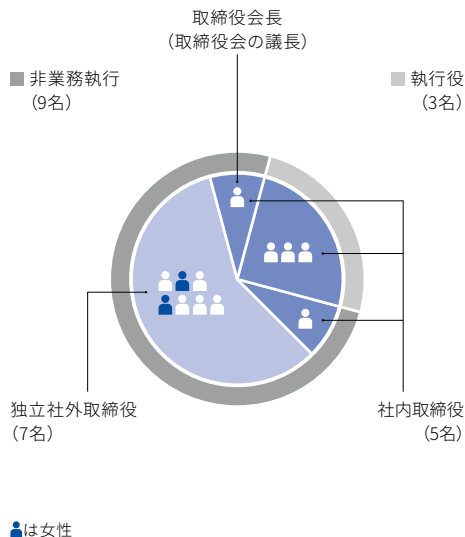 取締役会長
（取締役会の議長）
非業務執行
（9名）
執行役
（3名）
独立社外取締役
（7名）
社内取締役
（5名）
は女性